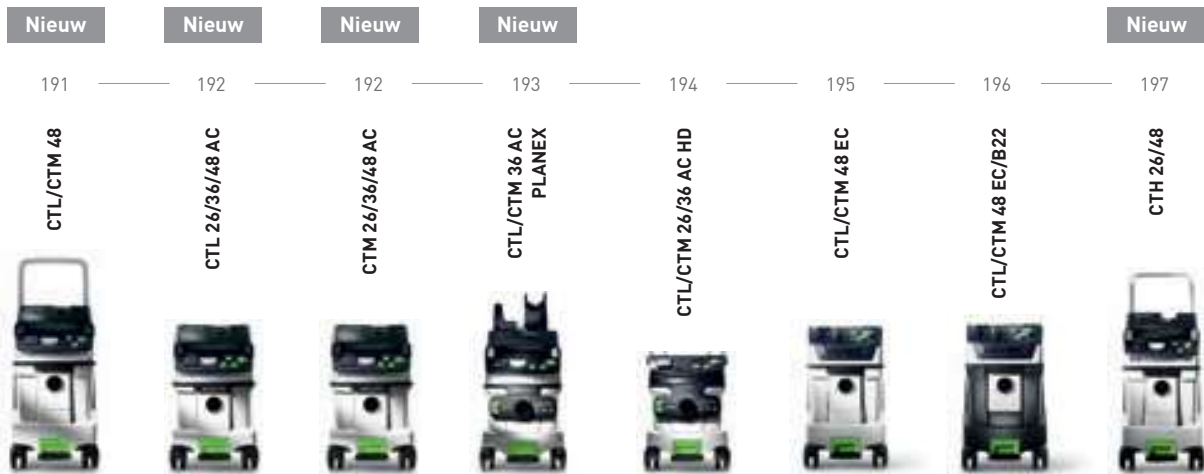 Nieuw
Nieuw
Nieuw
Nieuw
Nieuw
191
192
192
193
194
195
196
197
CTL/CTM 48
CTL 26/36/48 AC
CTM 26/36/48 AC
CTL/CTM 36 AC
PLANEX
CTL/CTM 26/36 AC HD
CTL/CTM 48 EC
CTL/CTM 48 EC/B22
CTH 26/48